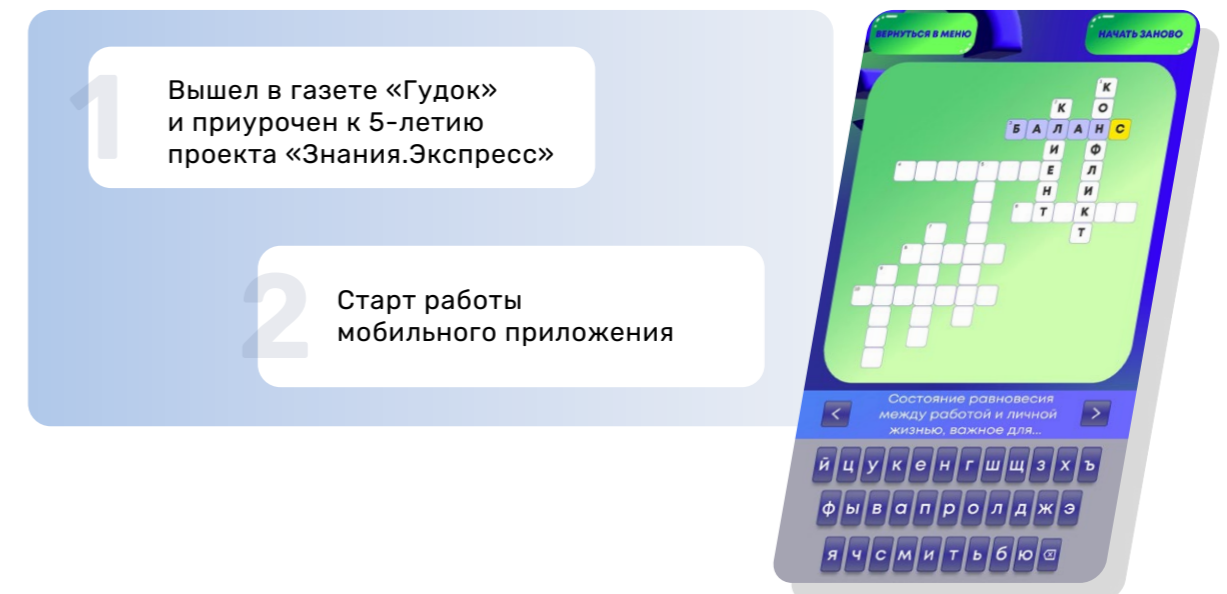 1
Вышел в газете «Гудок»
и приурочен к 5-летию
проекта «Знания.Экспресс»
2
Старт работы
мобильного приложения
ВЕРНУТЬСЯ В МЕНЮ
НАЧАТЬ ЗАНОВО
К
К О
Б А Л А Н С
И Ф
Е Л
Н И
Т К
Т
Состояние равновесия
между работой и личной
жизнью, важное для...
й ц у к е н г ш щ з х ъ
ф ы в а п р о л д ж э
я ч с м и т ь б ю